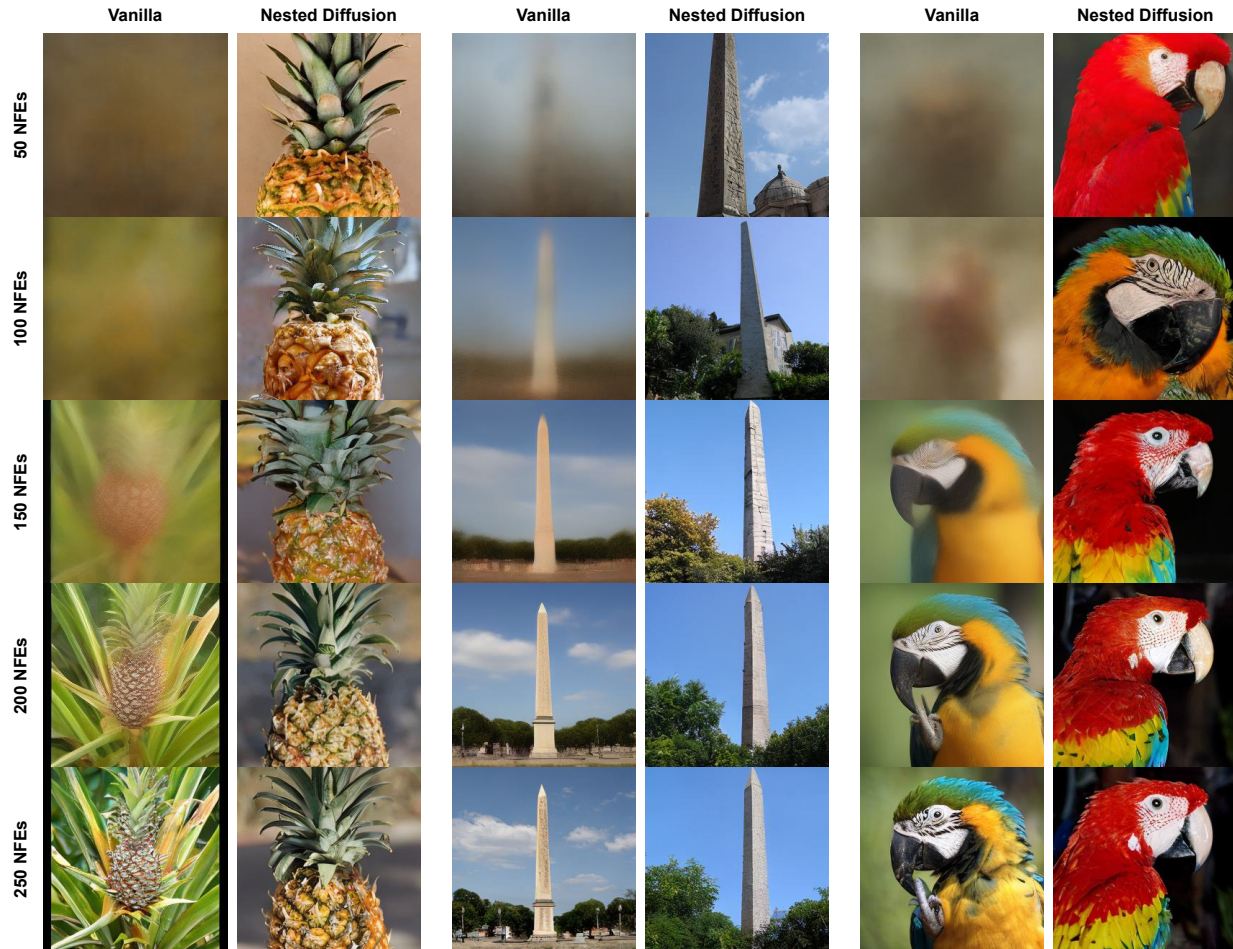 Vanilla Nested Diffusion Vanilla Nested Diffusion Vanilla Nested Diffusion
50 NFEs
100 NFEs
150 NFEs
200 NFEs
250 NFEs